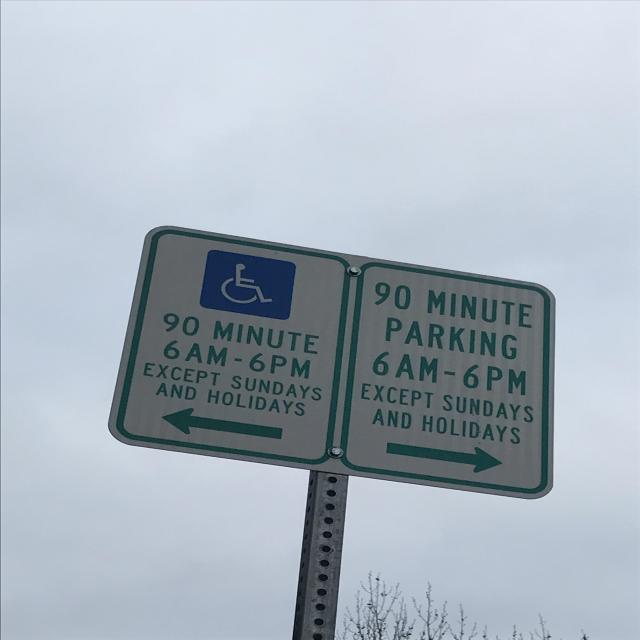 90 MINUTE
6AM-6PM
EXCEPT SUNDAYS
AND HOLIDAYS
90 MINUTE
PARKING
6AM-6PM
EXCEPT SUNDAYS
AND HOLIDAYS